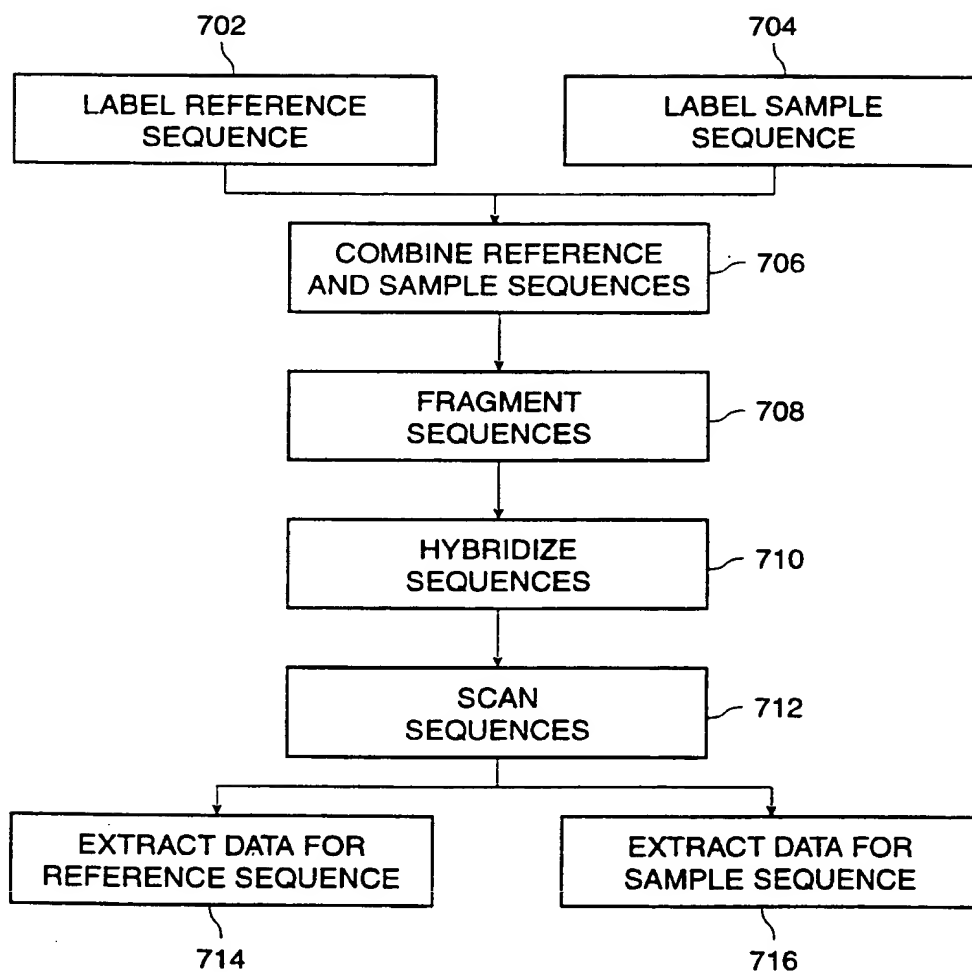 702
704
LABEL REFERENCE
SEQUENCE
LABEL SAMPLE
SEQUENCE
COMBINE REFERENCE
AND SAMPLE SEQUENCES
706
FRAGMENT
SEQUENCES
708
HYBRIDIZE
SEQUENCES
710
SCAN
SEQUENCES
712
EXTRACT DATA FOR
REFERENCE SEQUENCE
EXTRACT DATA FOR
SAMPLE SEQUENCE
714
716